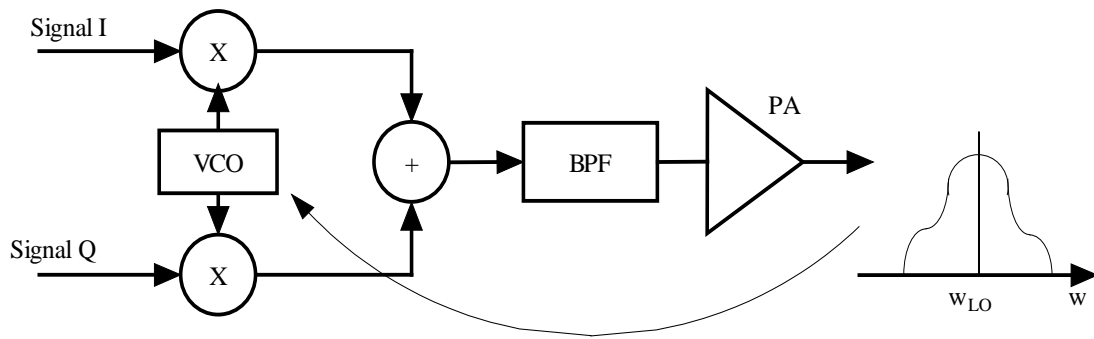 Signal I
X
PA
VCO
+
BPF
Signal Q
X
w_LO
w